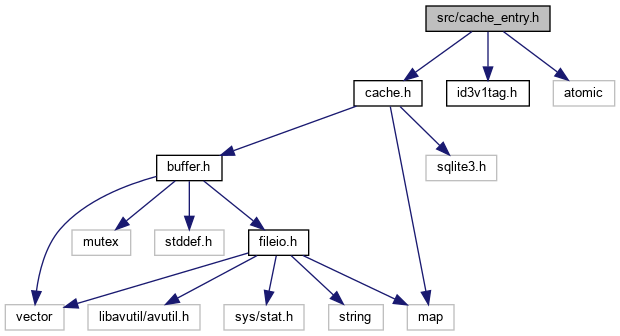 src/cache_entry.h
cache.h
id3v1tag.h
atomic
buffer.h
sqlite3.h
mutex
stddef.h
fileio.h
vector
libavutil/avutil.h
sys/stat.h
string
map